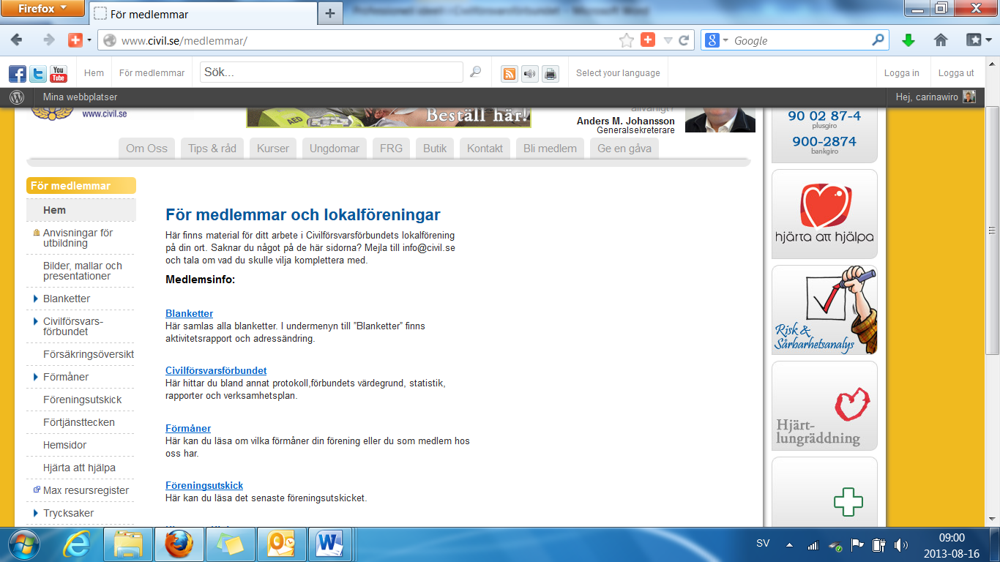 Firefox
För medlemmar
www.civil.se/medlemmar/
Google
You
Tube
Hem
För medlemmar
Sök...
Select your language
Logga in
Logga ut
Mina webbplatser
Hej, carinawiro
www.civil.se
AED
Beställ här!
Anders M. Johansson
Generalsekreterare
90 02 87-4
plusgiro
900-2874
bankgiro
Om Oss
Tips & råd
Kurser
Ungdomar
FRG
Butik
Kontakt
Bli medlem
Ge en gåva
För medlemmar
Hem
Anvisningar för
utbildning
Bilder, mallar och
presentationer
Blanketter
Civilförsvars-
förbundet
Försäkringsöversikt
Förmåner
Föreningsutskick
Förtjänsttecken
Hemsidor
Hjärta att hjälpa
Max resursregister
Trycksaker
För medlemmar och lokalföreningar
Här finns material för ditt arbete i Civilförsvarsförbundets lokalförening
på din ort. Saknar du något på de här sidorna? Mejla till info@civil.se
och tala om vad du skulle vilja komplettera med.
Medlemsinfo:
Blanketter
Här samlas alla blanketter. I undermenyn till ”Blanketter” finns
aktivitetsrapport och adressändring.
Civilförsvarsförbundet
Här hittar du bland annat protokoll,förbundets värdegrund, statistik,
rapporter och verksamhetsplan.
Förmåner
Här kan du läsa om vilka förmåner din förening eller du som medlem hos
oss har.
Föreningsutskick
Här kan du läsa det senaste föreningsutskicket.
hjärta att hjälpa
Risk &
Sårbarhetsanalys
Hjärt-
lungräddning
SV
09:00
2013-08-16